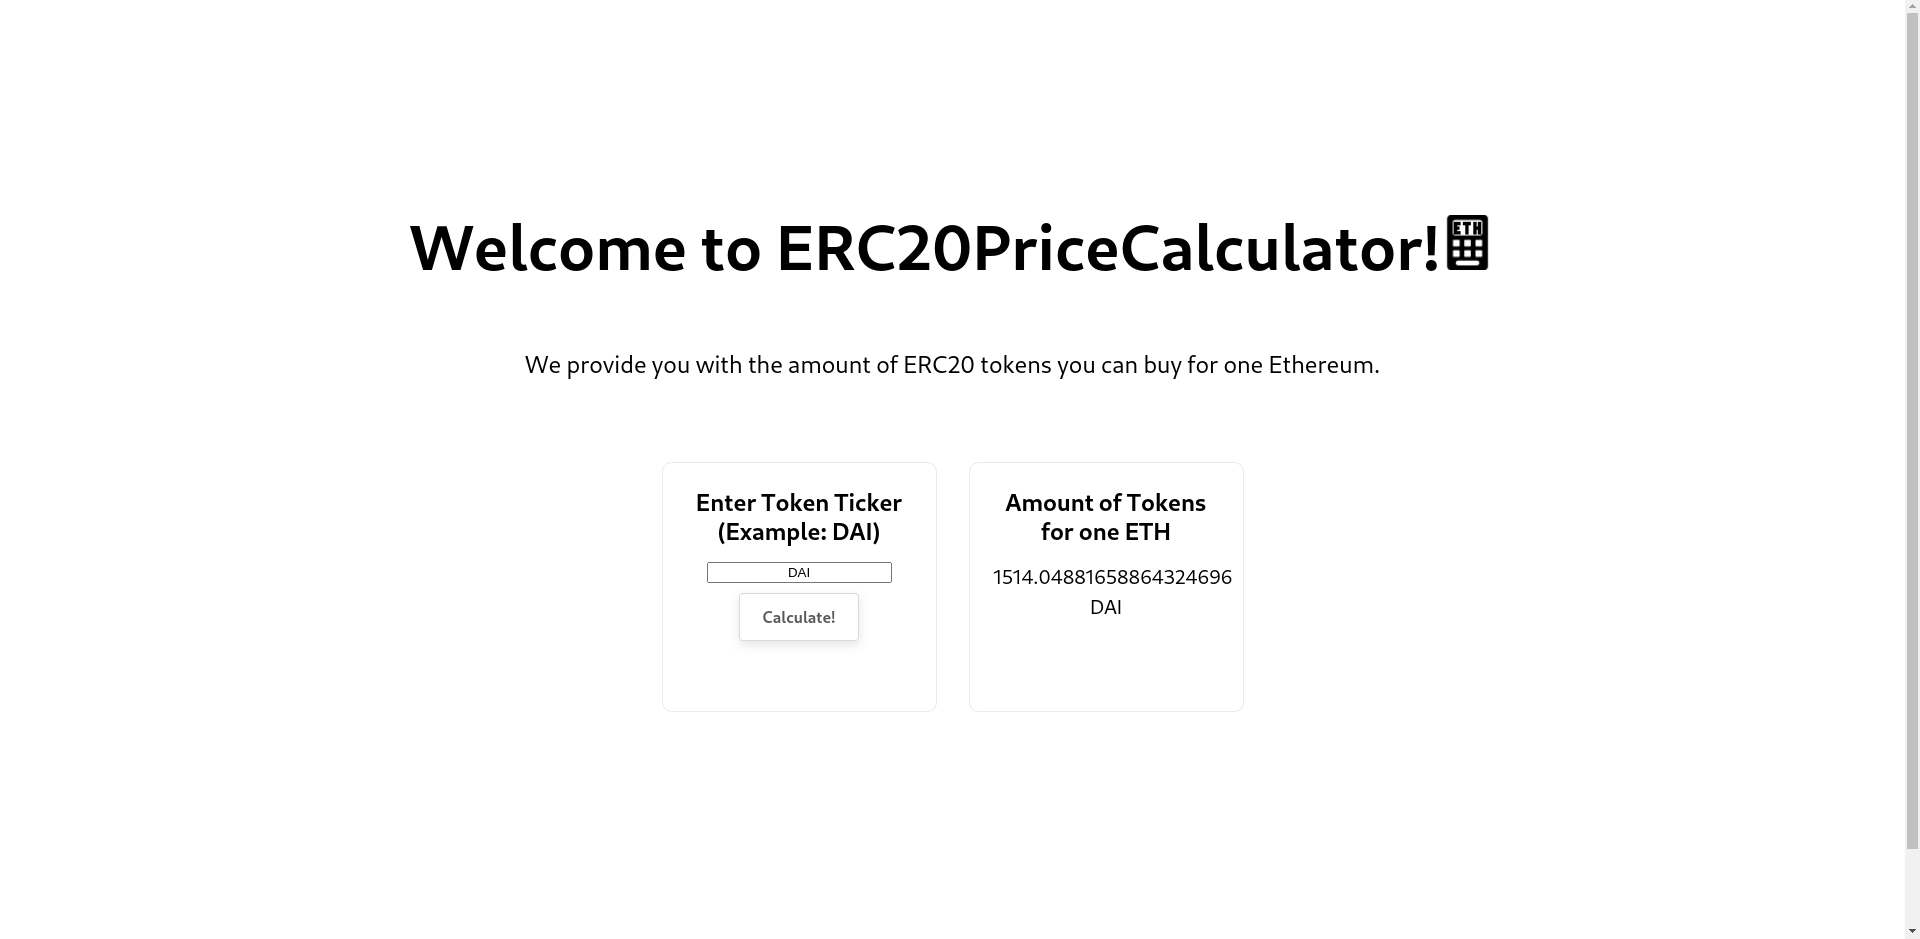 Welcome to ERC20PriceCalculator!
ETH
We provide you with the amount of ERC20 tokens you can buy for one Ethereum.
Enter Token Ticker
(Example: DAI)
DAI
Calculate!
Amount of Tokens
for one ETH
1514.04881658864324696
DAI